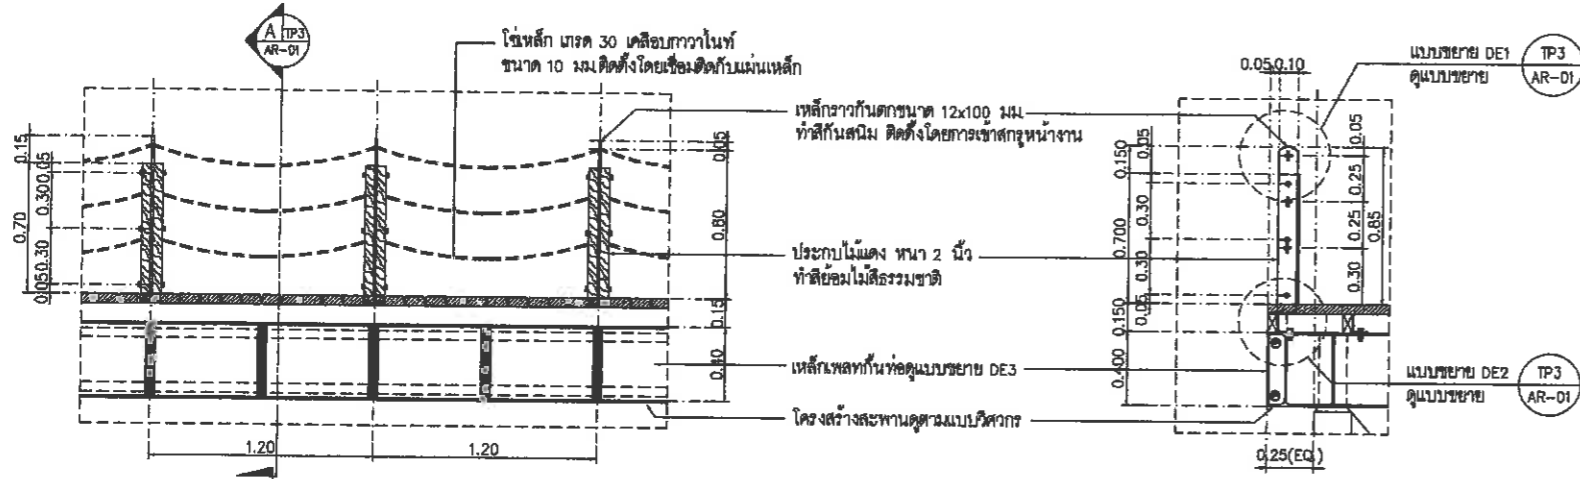 A TP3
AR-01
โซ่เหล็ก เกรด 30 เคลือบกาวาไนท์
ขนาด 10 มม.ติดตั้งโดยเชื่อมติดกับแผ่นเหล็ก
เหล็กราวกันตกขนาด 12x100 มม.
ทำสีกันสนิม ติดตั้งโดยการเข้าสกรูหน้างาน
ประกบไม้แดง หนา 2 นิ้ว
ทำสีย้อมไม้สีธรรมชาติ
เหล็กเพลทกั้นท่อดูแบบขยาย DE3
โครงสร้างสะพานดูตามแบบวิศวกร
0.15
0.05
0.30
0.70
0.30
0.05
0.05
0.80
0.15
0.40
1.20
1.20
0.05
0.10
แบบขยาย DE1
ดูแบบขยาย
TP3
AR-01
0.150
0.05
0.30
0.700
0.30
0.05
0.150
0.400
0.05
0.25
0.25
0.85
0.30
แบบขยาย DE2
ดูแบบขยาย
TP3
AR-01
0.25(EQ.)